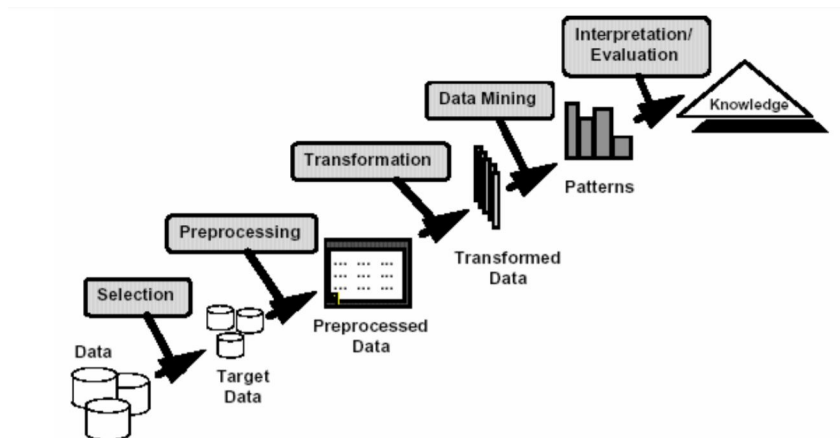 Interpretation/
Evaluation
Data Mining
Knowledge
Transformation
Patterns
Preprocessing
Transformed
Data
Selection
Preprocessed
Data
Data
Target
Data